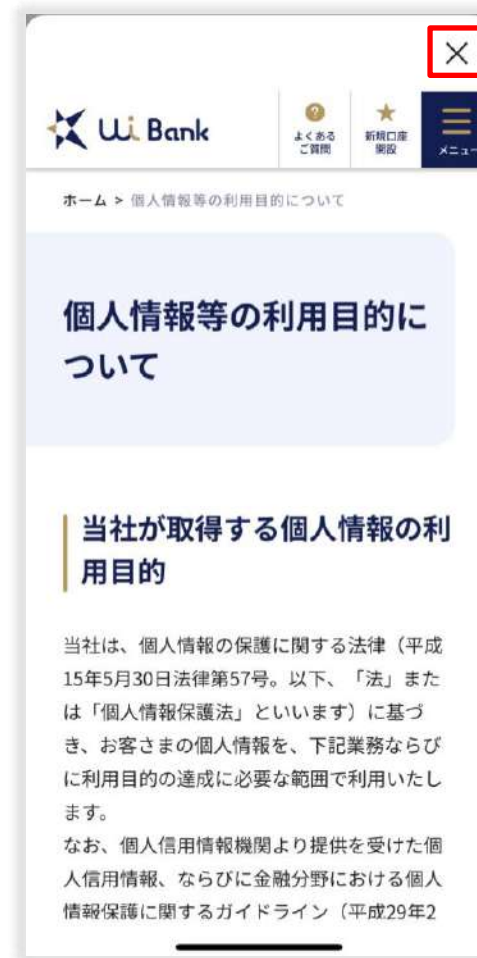 UI Bank
よくある
ご質問
新規口座
開設
メニュー
ホーム > 個人情報等の利用目的について
個人情報等の利用目的に
ついて
当社が取得する個人情報の利
用目的
当社は、個人情報の保護に関する法律（平成
15年5月30日法律第57号。以下、「法」また
は「個人情報保護法」といいます）に基づ
き、お客さまの個人情報を、下記業務ならび
に利用目的の達成に必要な範囲で利用いたし
ます。
なお、個人信用情報機関より提供を受けた個
人信用情報、ならびに金融分野における個人
情報保護に関するガイドライン（平成29年2